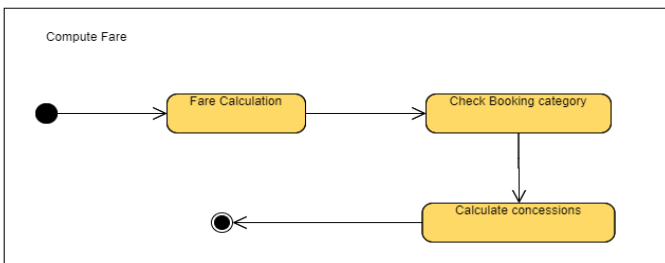 Compute Fare
Fare Calculation
Check Booking category
Calculate concessions